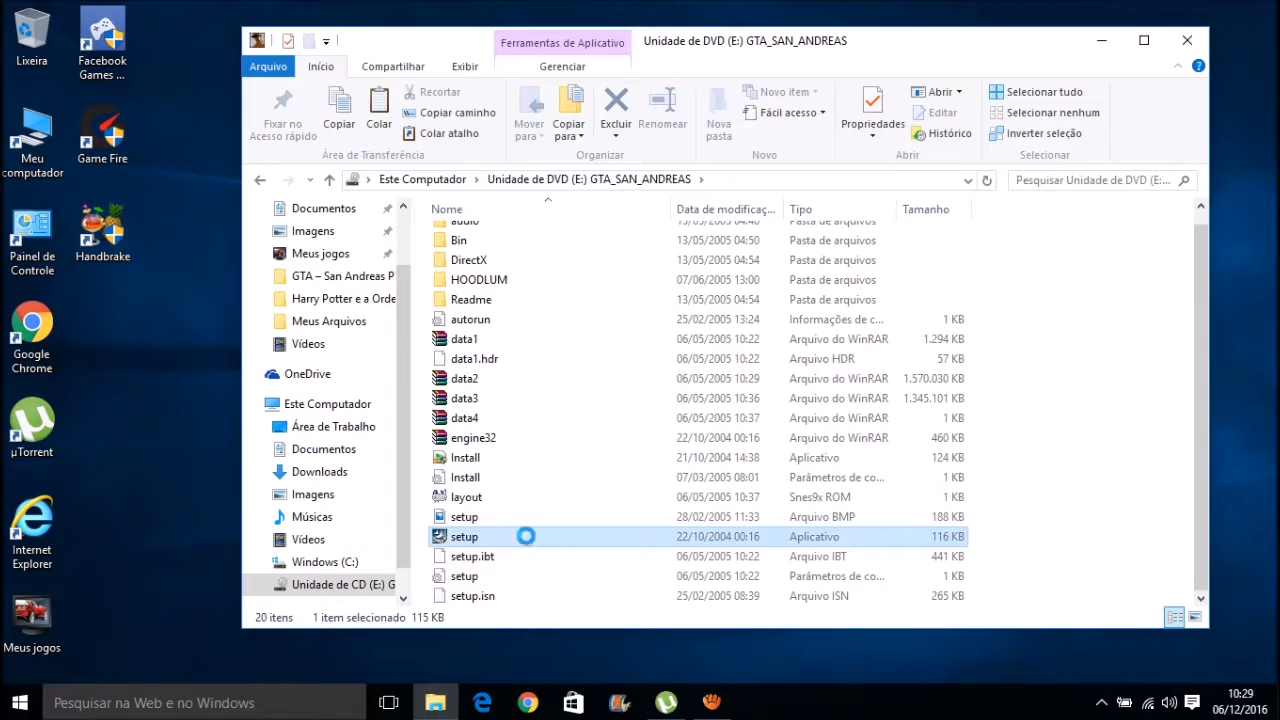 Lixeira
Facebook
Games ...
Meu
computador
Game Fire
Painel de
Controle
Handbrake
Google
Chrome
µTorrent
Internet
Explorer
Meus jogos
Ferramentas de Aplicativo
Unidade de DVD (E:) GTA_SAN_ANDREAS
Arquivo
Início
Compartilhar
Exibir
Gerenciar
Fixar no
Acesso rápido
Copiar
Colar
Recortar
Copiar caminho
Colar atalho
Área de Transferência
Mover
para
Copiar
para
Excluir
Renomear
Organizar
Nova
pasta
Novo item
Fácil acesso
Novo
Propriedades
Abrir
Editar
Histórico
Abrir
Selecionar tudo
Selecionar nenhum
Inverter seleção
Selecionar
Este Computador > Unidade de DVD (E:) GTA_SAN_ANDREAS >
Pesquisar Unidade de DVD (E:...
Documentos
Imagens
Meus jogos
GTA – San Andreas P
Harry Potter e a Orde
Meus Arquivos
Vídeos
OneDrive
Este Computador
Área de Trabalho
Documentos
Downloads
Imagens
Músicas
Vídeos
Windows (C:)
Unidade de CD (E:) G
Nome Data de modificaç... Tipo Tamanho
audio 13/05/2005 04:46 Pasta de arquivos
Bin 13/05/2005 04:50 Pasta de arquivos
DirectX 13/05/2005 04:54 Pasta de arquivos
HOODLUM 07/06/2005 13:00 Pasta de arquivos
Readme 13/05/2005 04:54 Pasta de arquivos
autorun 25/02/2005 13:24 Informações de c... 1 KB
data1 06/05/2005 10:22 Arquivo do WinRAR 1.294 KB
data1.hdr 06/05/2005 10:22 Arquivo HDR 57 KB
data2 06/05/2005 10:29 Arquivo do WinRAR 1.570.030 KB
data3 06/05/2005 10:36 Arquivo do WinRAR 1.345.101 KB
data4 06/05/2005 10:37 Arquivo do WinRAR 1 KB
engine32 22/10/2004 00:16 Arquivo do WinRAR 460 KB
Install 21/10/2004 14:38 Aplicativo 124 KB
Install 07/03/2005 08:01 Parâmetros de co... 1 KB
layout 06/05/2005 10:37 Snes9x ROM 1 KB
setup 28/02/2005 11:33 Arquivo BMP 188 KB
setup 22/10/2004 00:16 Aplicativo 116 KB
setup.ibt 06/05/2005 10:22 Arquivo IBT 441 KB
setup 06/05/2005 10:22 Parâmetros de co... 1 KB
setup.isn 25/02/2005 08:39 Arquivo ISN 265 KB
20 itens 1 item selecionado 115 KB
Pesquisar na Web e no Windows
10:29
06/12/2016